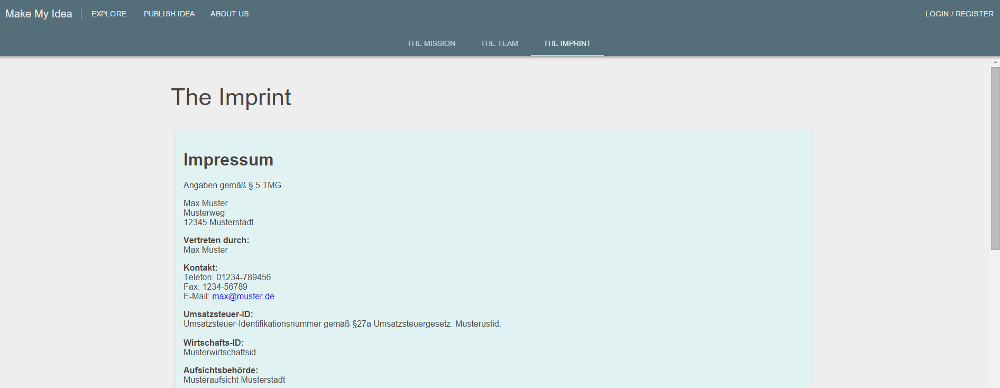 Make My Idea
EXPLORE
PUBLISH IDEA
ABOUT US
LOGIN / REGISTER
THE MISSION
THE TEAM
THE IMPRINT
The Imprint
Impressum
Angaben gemäß § 5 TMG
Max Muster
Musterweg
12345 Musterstadt
Vertreten durch:
Max Muster
Kontakt:
Telefon: 01234-789456
Fax: 1234-56789
E-Mail: max@muster.de
Umsatzsteuer-ID:
Umsatzsteuer-Identifikationsnummer gemäß §27a Umsatzsteuergesetz: Musterustid.
Wirtschafts-ID:
Musterwirtschaftsid
Aufsichtsbehörde:
Musteraufsicht Musterstadt